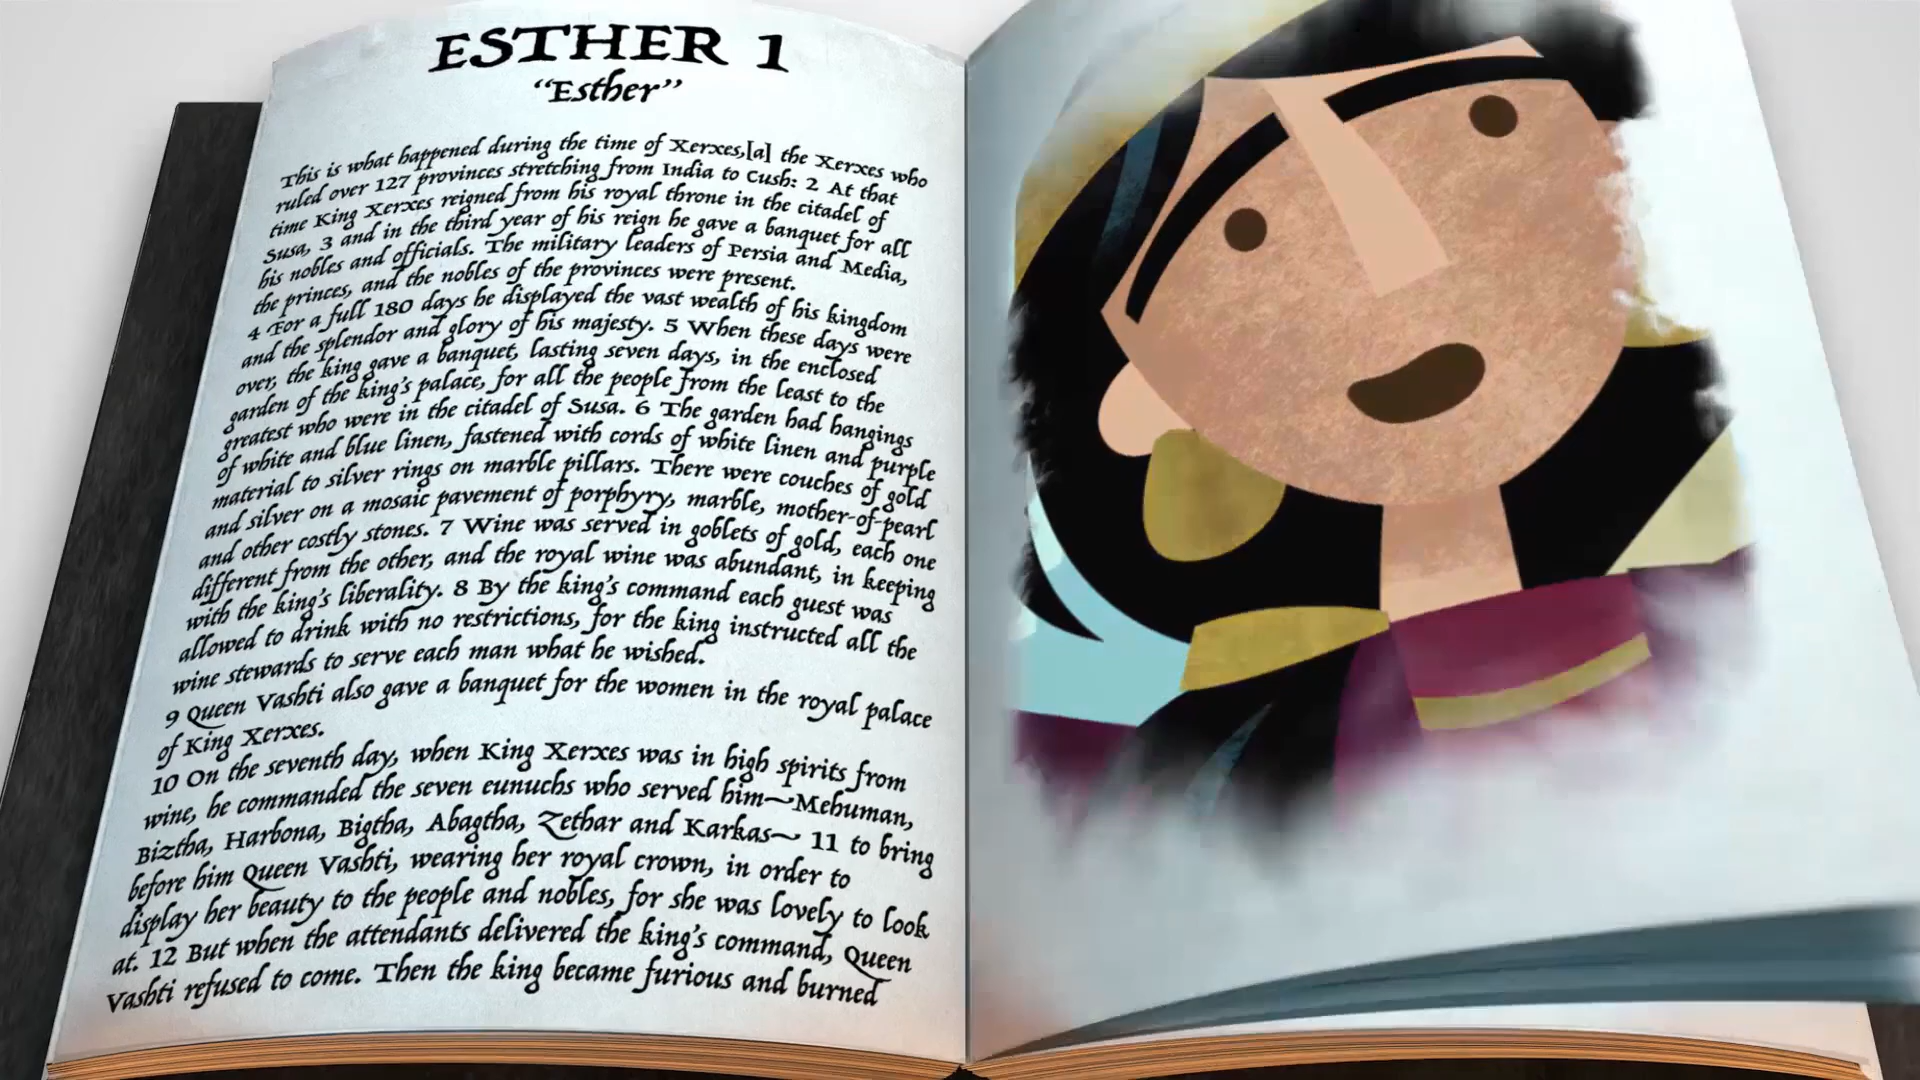 ESTHER 1
“Esther”
This is what happened during the time of Xerxes,[a] the Xerxes who
ruled over 127 provinces stretching from India to Cush: 2 At that
time King Xerxes reigned from his royal throne in the citadel of
Susa, 3 and in the third year of his reign he gave a banquet for all
his nobles and officials. The military leaders of Persia and Media,
the princes, and the nobles of the provinces were present.
4 For a full 180 days he displayed the vast wealth of his kingdom
and the splendor and glory of his majesty. 5 When these days were
over, the king gave a banquet, lasting seven days, in the enclosed
garden of the king’s palace, for all the people from the least to the
greatest who were in the citadel of Susa. 6 The garden had hangings
of white and blue linen, fastened with cords of white linen and purple
material to silver rings on marble pillars. There were couches of gold
and silver on a mosaic pavement of porphyry, marble, mother-of-pearl
and other costly stones. 7 Wine was served in goblets of gold, each one
different from the other, and the royal wine was abundant, in keeping
with the king’s liberality. 8 By the king’s command each guest was
allowed to drink with no restrictions, for the king instructed all the
wine stewards to serve each man what he wished.
9 Queen Vashti also gave a banquet for the women in the royal palace
of King Xerxes.
10 On the seventh day, when King Xerxes was in high spirits from
wine, he commanded the seven eunuchs who served him—Mehuman,
Biztha, Harbona, Bigtha, Abagtha, Zethar and Karkas— 11 to bring
before him Queen Vashti, wearing her royal crown, in order to
display her beauty to the people and nobles, for she was lovely to look
at. 12 But when the attendants delivered the king’s command, Queen
Vashti refused to come. Then the king became furious and burned